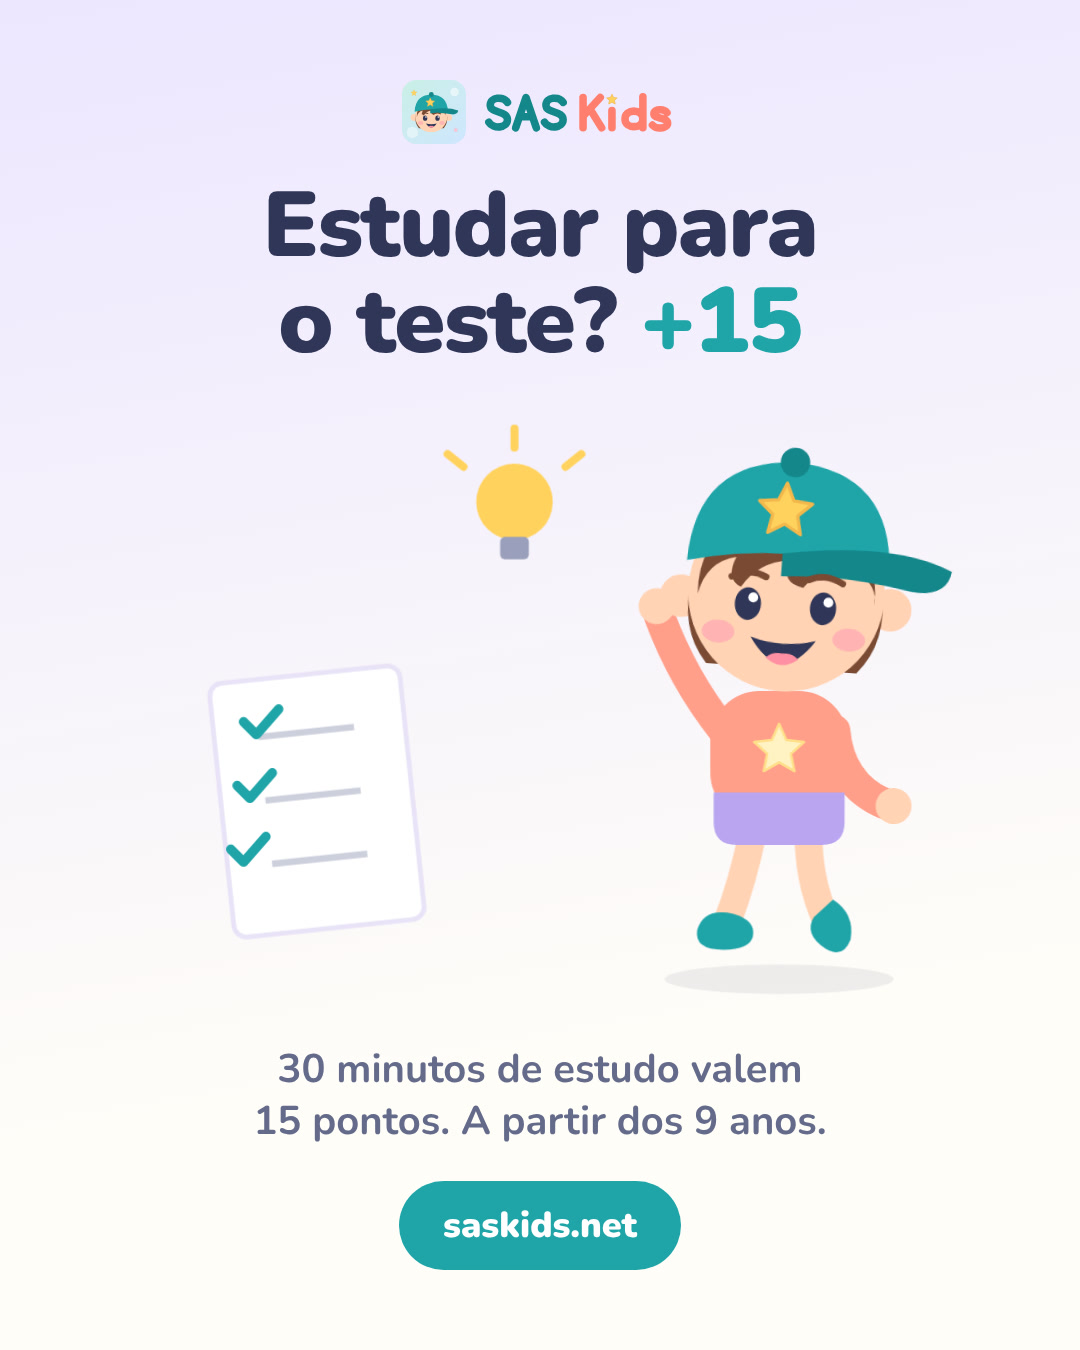 SAS Kids
Estudar para
o teste? +15
30 minutos de estudo valem
15 pontos. A partir dos 9 anos.
saskids.net